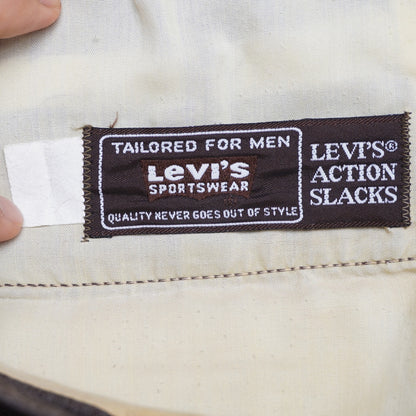 TAILORED FOR MEN
LeVI'S
SPORTSWEAR
QUALITY NEVER GOES OUT OF STYLE
LEVI'S®
ACTION
SLACKS